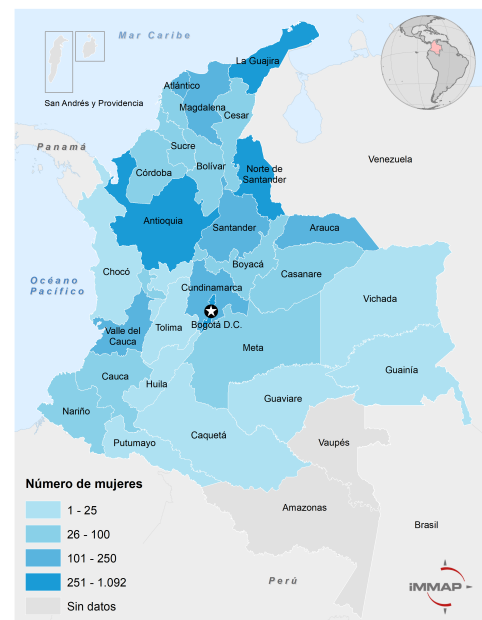 Mar Caribe
La Guajira
Atlántico
San Andrés y Providencia
Magdalena
Cesar
Panamá
Sucre
Venezuela
Córdoba
Bolívar
Norte de
Santander
Antioquia
Santander
Arauca
Chocó
Boyacá
Casanare
Océano
Pacífico
Cundinamarca
Vichada
Bogotá D.C.
Tolima
Valle del
Cauca
Meta
Guainía
Cauca
Huila
Guaviare
Nariño
Caquetá
Putumayo
Vaupés
Número de mujeres
1 - 25
26 - 100
101 - 250
251 - 1.092
Sin datos
Amazonas
Brasil
Perú
iMMAP